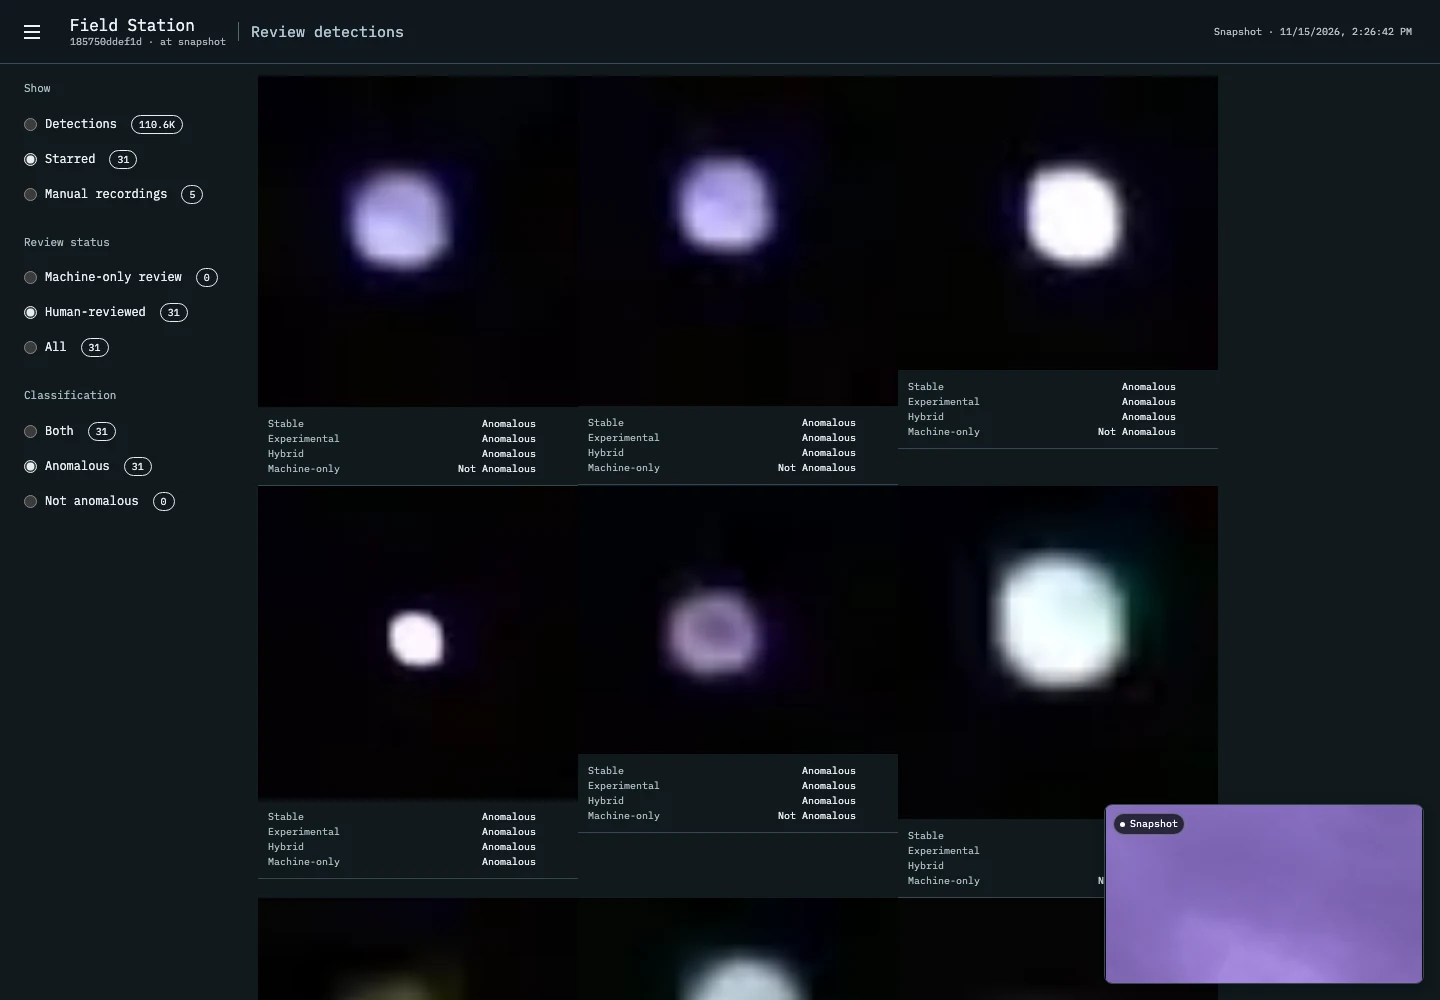 Field Station
185750ddef1d · at snapshot
Review detections
Snapshot · 11/15/2026, 2:26:42 PM
Show
Detections 110.6K
Starred 31
Manual recordings 5
Review status
Machine-only review 0
Human-reviewed 31
All 31
Classification
Both 31
Anomalous 31
Not anomalous 0
Stable Anomalous
Experimental Anomalous
Hybrid Anomalous
Machine-only Not Anomalous
Stable Anomalous
Experimental Anomalous
Hybrid Anomalous
Machine-only Not Anomalous
Stable Anomalous
Experimental Anomalous
Hybrid Anomalous
Machine-only Not Anomalous
Stable Anomalous
Experimental Anomalous
Hybrid Anomalous
Machine-only Anomalous
Stable Anomalous
Experimental Anomalous
Hybrid Anomalous
Machine-only Not Anomalous
Stable
Experimental
Hybrid
Machine-only
Snapshot